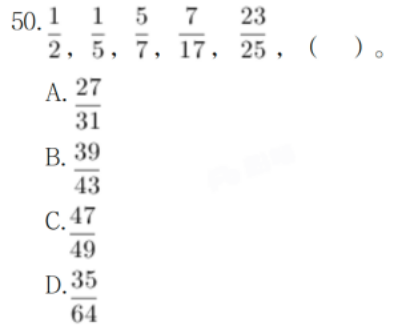 50. 1/2, 1/5, 5/7, 7/17, 23/25, (    )。
A. 27/31
B. 39/43
C. 47/49
D. 35/64